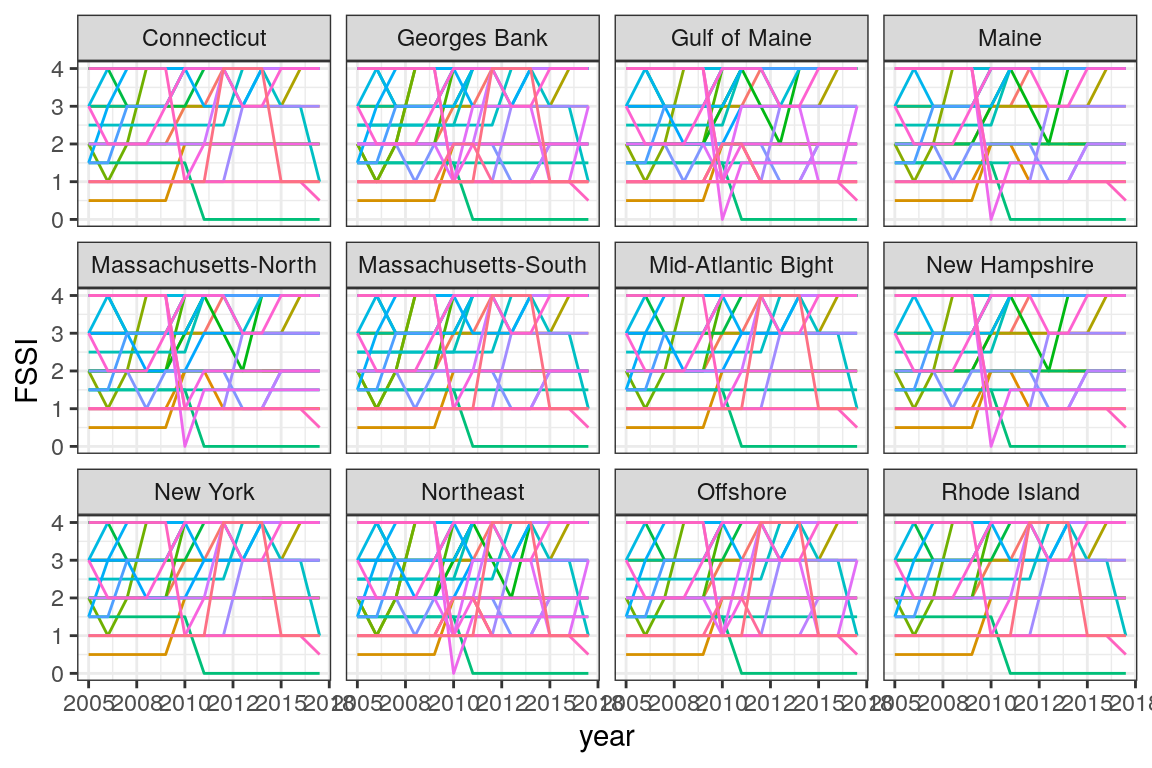 Connecticut Georges Bank Gulf of Maine Maine
4
3
2
1
0
Massachusetts-North Massachusetts-South Mid-Atlantic Bight New Hampshire
4
3
2
1
0
New York Northeast Offshore Rhode Island
4
3
2
1
0
FSSI
2005 2008 2010 2012 2015 2018 2005 2008 2010 2012 2015 2018 2005 2008 2010 2012 2015 2018 2005 2008 2010 2012 2015 2018
year